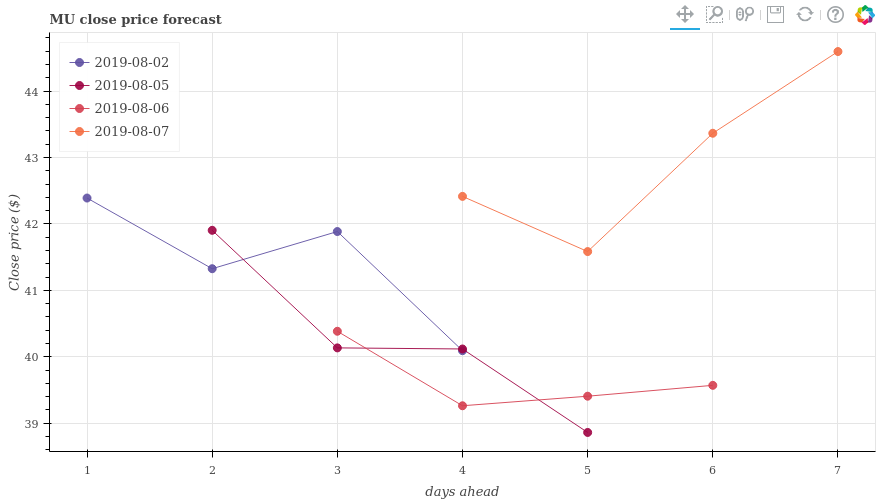 MU close price forecast
2019-08-02
2019-08-05
2019-08-06
2019-08-07
Close price ($)
44
43
42
41
40
39
1 2 3 4 5 6 7
days ahead